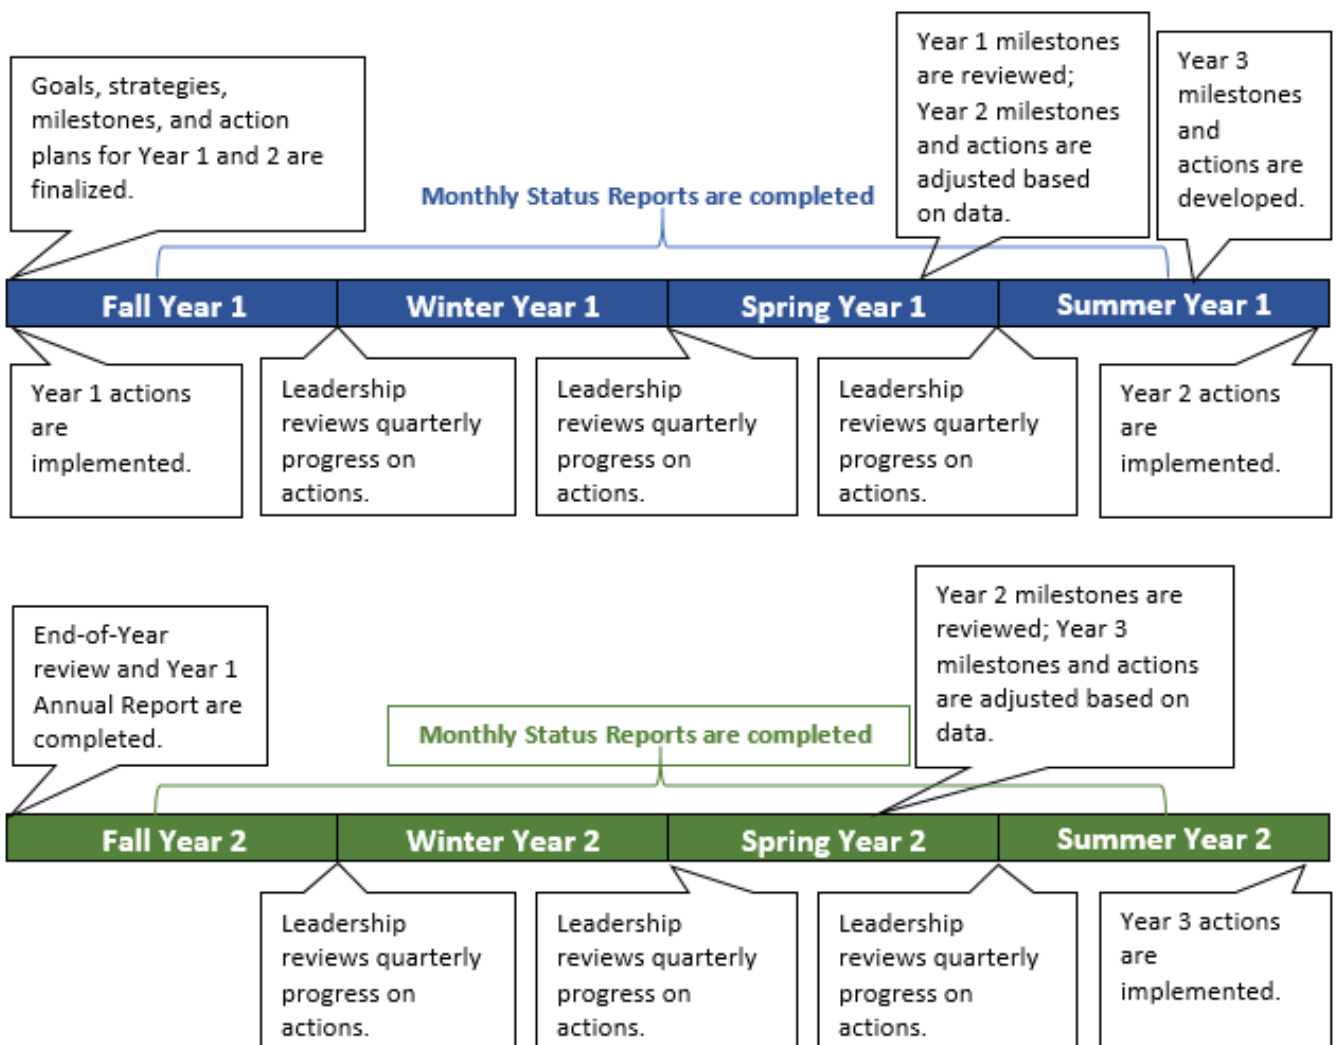 Goals, strategies,
milestones, and action
plans for Year 1 and 2 are
finalized.
Monthly Status Reports are completed
Year 1 milestones
are reviewed;
Year 2 milestones
and actions are
adjusted based
on data.
Year 3
milestones
and
actions are
developed.
Fall Year 1
Winter Year 1
Spring Year 1
Summer Year 1
Year 1 actions
are
implemented.
Leadership
reviews quarterly
progress on
actions.
Leadership
reviews quarterly
progress on
actions.
Leadership
reviews quarterly
progress on
actions.
Year 2 actions
are
implemented.
End-of-Year
review and Year 1
Annual Report are
completed.
Monthly Status Reports are completed
Year 2 milestones are
reviewed; Year 3
milestones and actions
are adjusted based on
data.
Fall Year 2
Winter Year 2
Spring Year 2
Summer Year 2
Leadership
reviews quarterly
progress on
actions.
Leadership
reviews quarterly
progress on
actions.
Leadership
reviews quarterly
progress on
actions.
Year 3 actions
are
implemented.